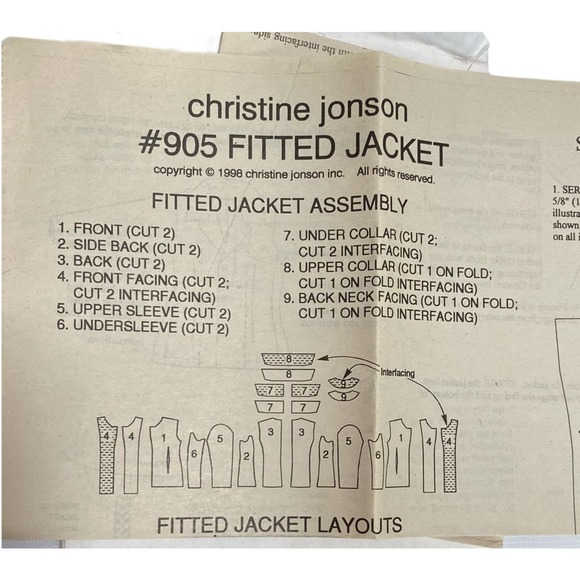 christine jonson
#905 FITTED JACKET
copyright © 1998 christine jonson inc. All rights reserved.
FITTED JACKET ASSEMBLY
1. FRONT (CUT 2)
2. SIDE BACK (CUT 2)
3. BACK (CUT 2)
4. FRONT FACING (CUT 2;
CUT 2 INTERFACING)
5. UPPER SLEEVE (CUT 2)
6. UNDERSLEEVE (CUT 2)
7. UNDER COLLAR (CUT 2;
CUT 2 INTERFACING)
8. UPPER COLLAR (CUT 1 ON FOLD;
CUT 1 ON FOLD INTERFACING)
9. BACK NECK FACING (CUT 1 ON FOLD;
CUT 1 ON FOLD INTERFACING)
8
8
Interfacing
7 7 9
7 7 9
4 4 1 6 5 2 3 3 2 5 6 1 4 4
FITTED JACKET LAYOUTS
S
1. SER
5/8" (1
illustra
shown
on all i